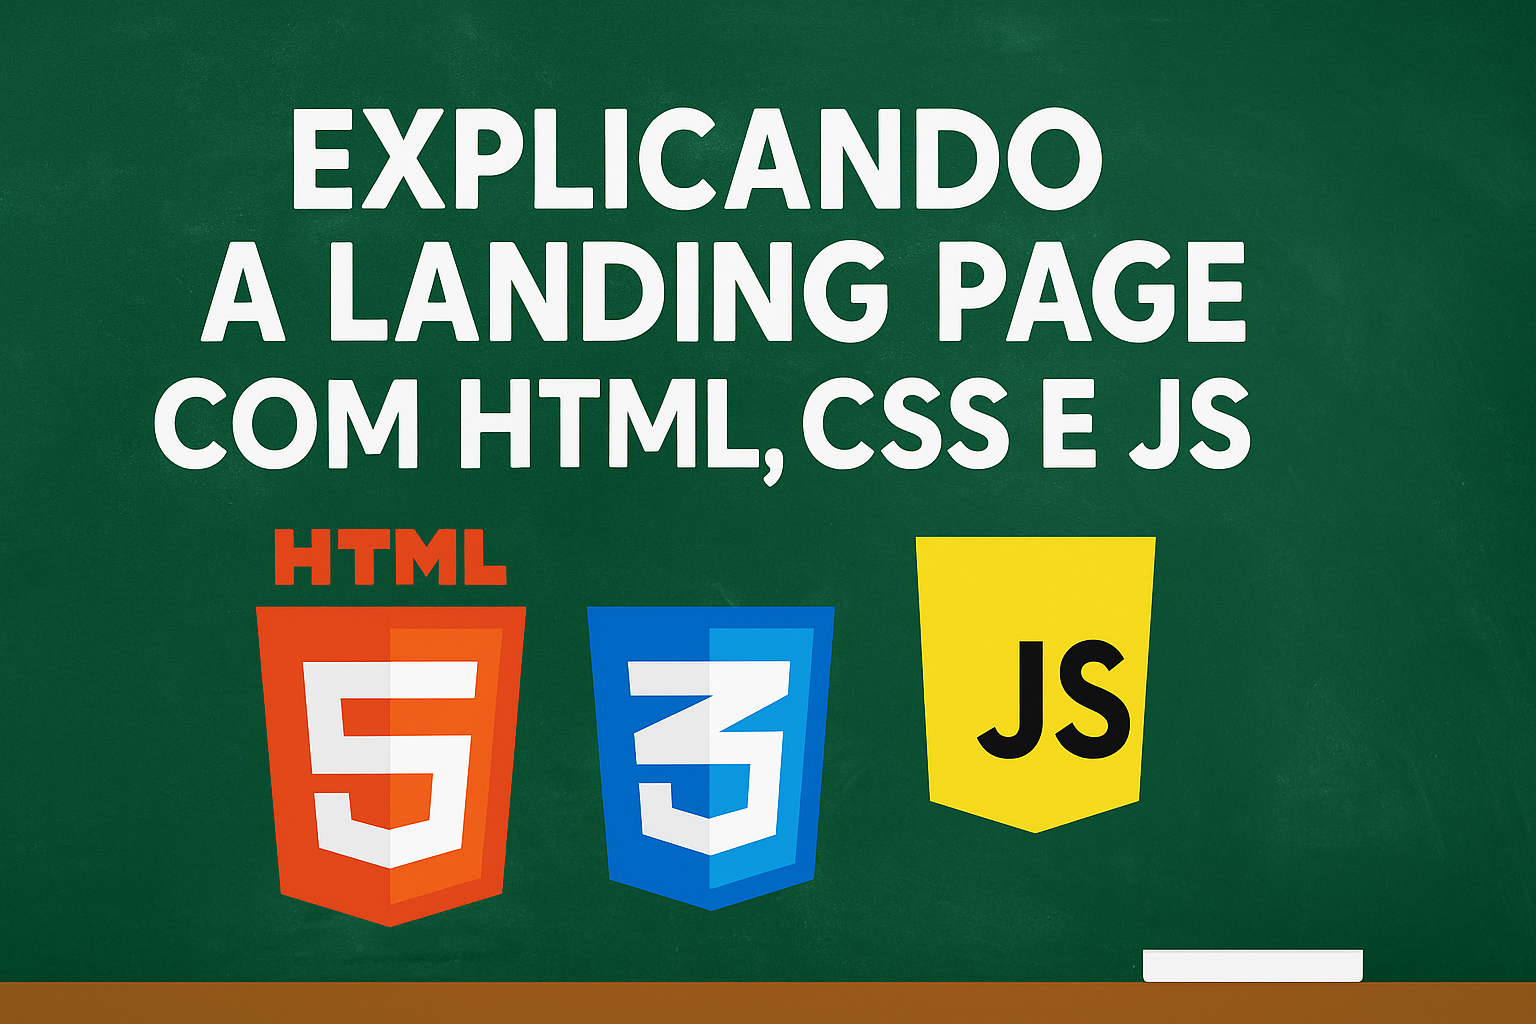 EXPLICANDO
A LANDING PAGE
COM HTML, CSS E JS
HTML
5
3
JS